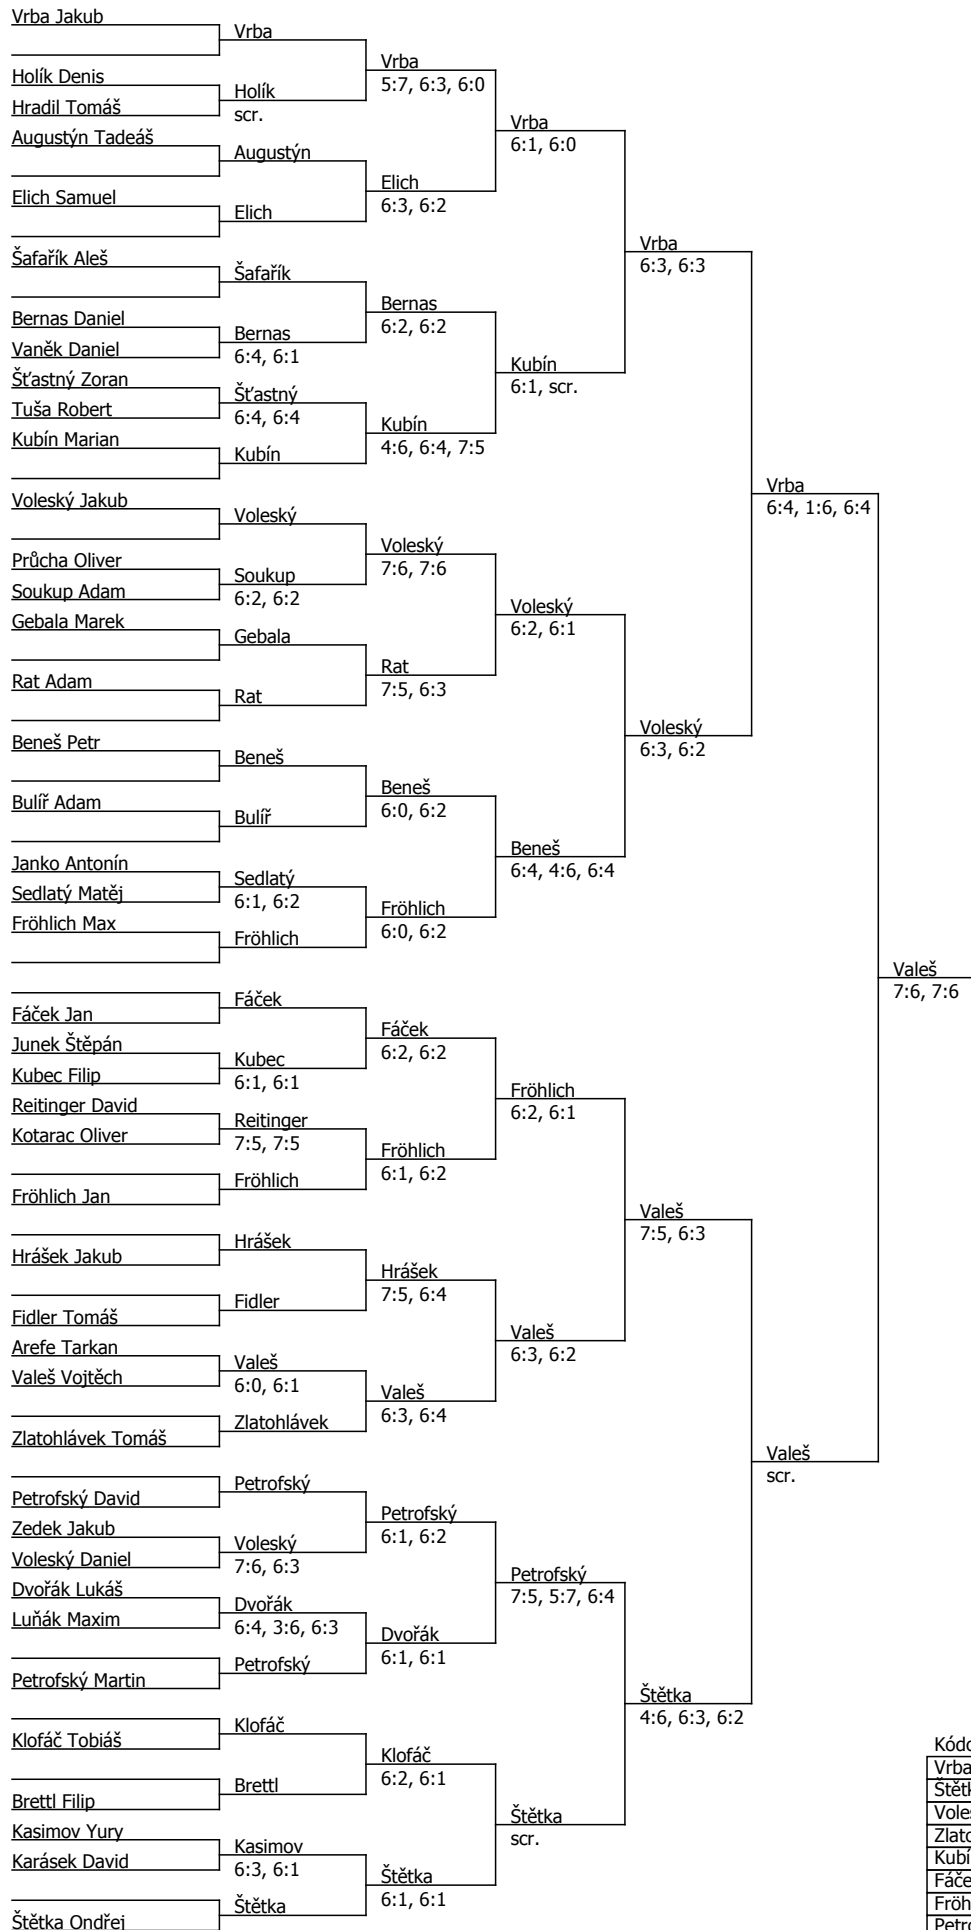 Vrba Jakub
Holík Denis
Hradil Tomáš
Augustýn Tadeáš
Elich Samuel
Šafařík Aleš
Bernas Daniel
Vaněk Daniel
Šťastný Zoran
Tuša Robert
Kubín Marian
Voleský Jakub
Průcha Oliver
Soukup Adam
Gebala Marek
Rat Adam
Beneš Petr
Bulíř Adam
Janko Antonín
Sedlatý Matěj
Fröhlich Max
Fáček Jan
Junek Štěpán
Kubec Filip
Reitinger David
Kotarac Oliver
Fröhlich Jan
Hrášek Jakub
Fidler Tomáš
Arefe Tarkan
Valeš Vojtěch
Zlatohlávek Tomáš
Petrofský David
Zedek Jakub
Voleský Daniel
Dvořák Lukáš
Luňák Maxim
Petrofský Martin
Klofáč Tobiáš
Brettl Filip
Kasimov Yury
Karásek David
Štětka Ondřej
Vrba
Holík
scr.
Augustýn
Elich
Šafařík
Bernas
6:4, 6:1
Šťastný
6:4, 6:4
Kubín
Voleský
Soukup
6:2, 6:2
Gebala
Rat
Beneš
Bulíř
Sedlatý
6:1, 6:2
Fröhlich
Fáček
Kubec
6:1, 6:1
Reitinger
7:5, 7:5
Fröhlich
Hrášek
Fidler
Valeš
6:0, 6:1
Zlatohlávek
Petrofský
Voleský
7:6, 6:3
Dvořák
6:4, 3:6, 6:3
Petrofský
Klofáč
Brettl
Kasimov
6:3, 6:1
Štětka
Vrba
5:7, 6:3, 6:0
Elich
6:3, 6:2
Bernas
6:2, 6:2
Kubín
4:6, 6:4, 7:5
Voleský
7:6, 7:6
Rat
7:5, 6:3
Beneš
6:0, 6:2
Fröhlich
6:0, 6:2
Fáček
6:2, 6:2
Fröhlich
6:1, 6:2
Hrášek
7:5, 6:4
Valeš
6:3, 6:4
Petrofský
6:1, 6:2
Dvořák
6:1, 6:1
Klofáč
6:2, 6:1
Štětka
6:1, 6:1
Vrba
6:1, 6:0
Kubín
6:1, scr.
Voleský
6:2, 6:1
Beneš
6:4, 4:6, 6:4
Fröhlich
6:2, 6:1
Valeš
6:3, 6:2
Petrofský
7:5, 5:7, 6:4
Štětka
scr.
Vrba
6:3, 6:3
Voleský
6:3, 6:2
Valeš
7:5, 6:3
Štětka
4:6, 6:3, 6:2
Vrba
6:4, 1:6, 6:4
Valeš
scr.
Valeš
7:6, 7:6
Vrba